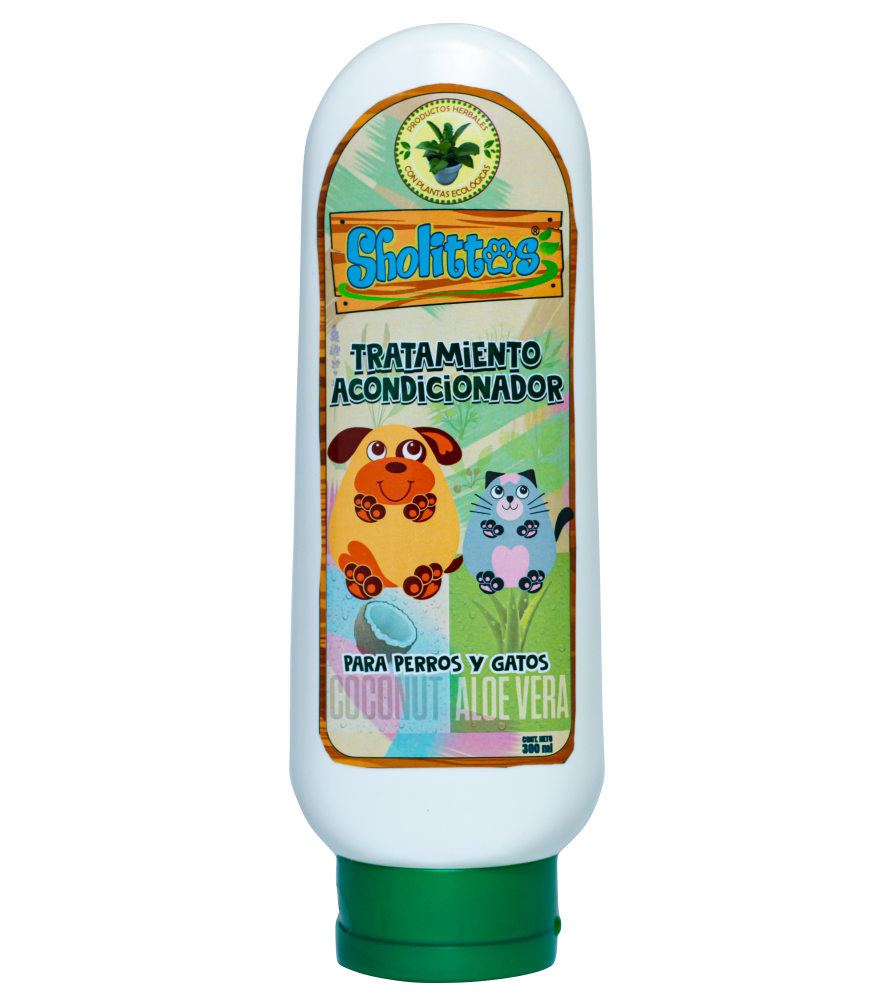 PRODUCTOS HERBALES
CON PLANTAS ECOLÓGICAS
Sholittos®
TRATAMIENTO
ACONDICIONADOR
PARA PERROS Y GATOS
COCONUT ALOE VERA
CONT. NETO
300 ml